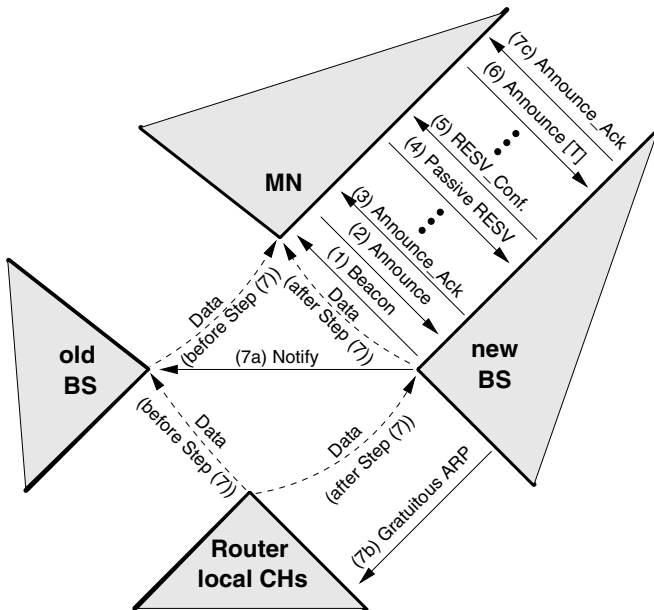 (7c) Announce_Ack
(6) Announce [T]
(5) RESV_Conf.
(4) Passive RESV
(3) Announce_Ack
(2) Announce
(1) Beacon
MN
Data
(before Step (7))
Data
(after Step (7))
old
BS
(7a) Notify
new
BS
Data
(before Step (7))
Data
(after Step (7))
(7b) Gratuitous ARP
Router
local CHs